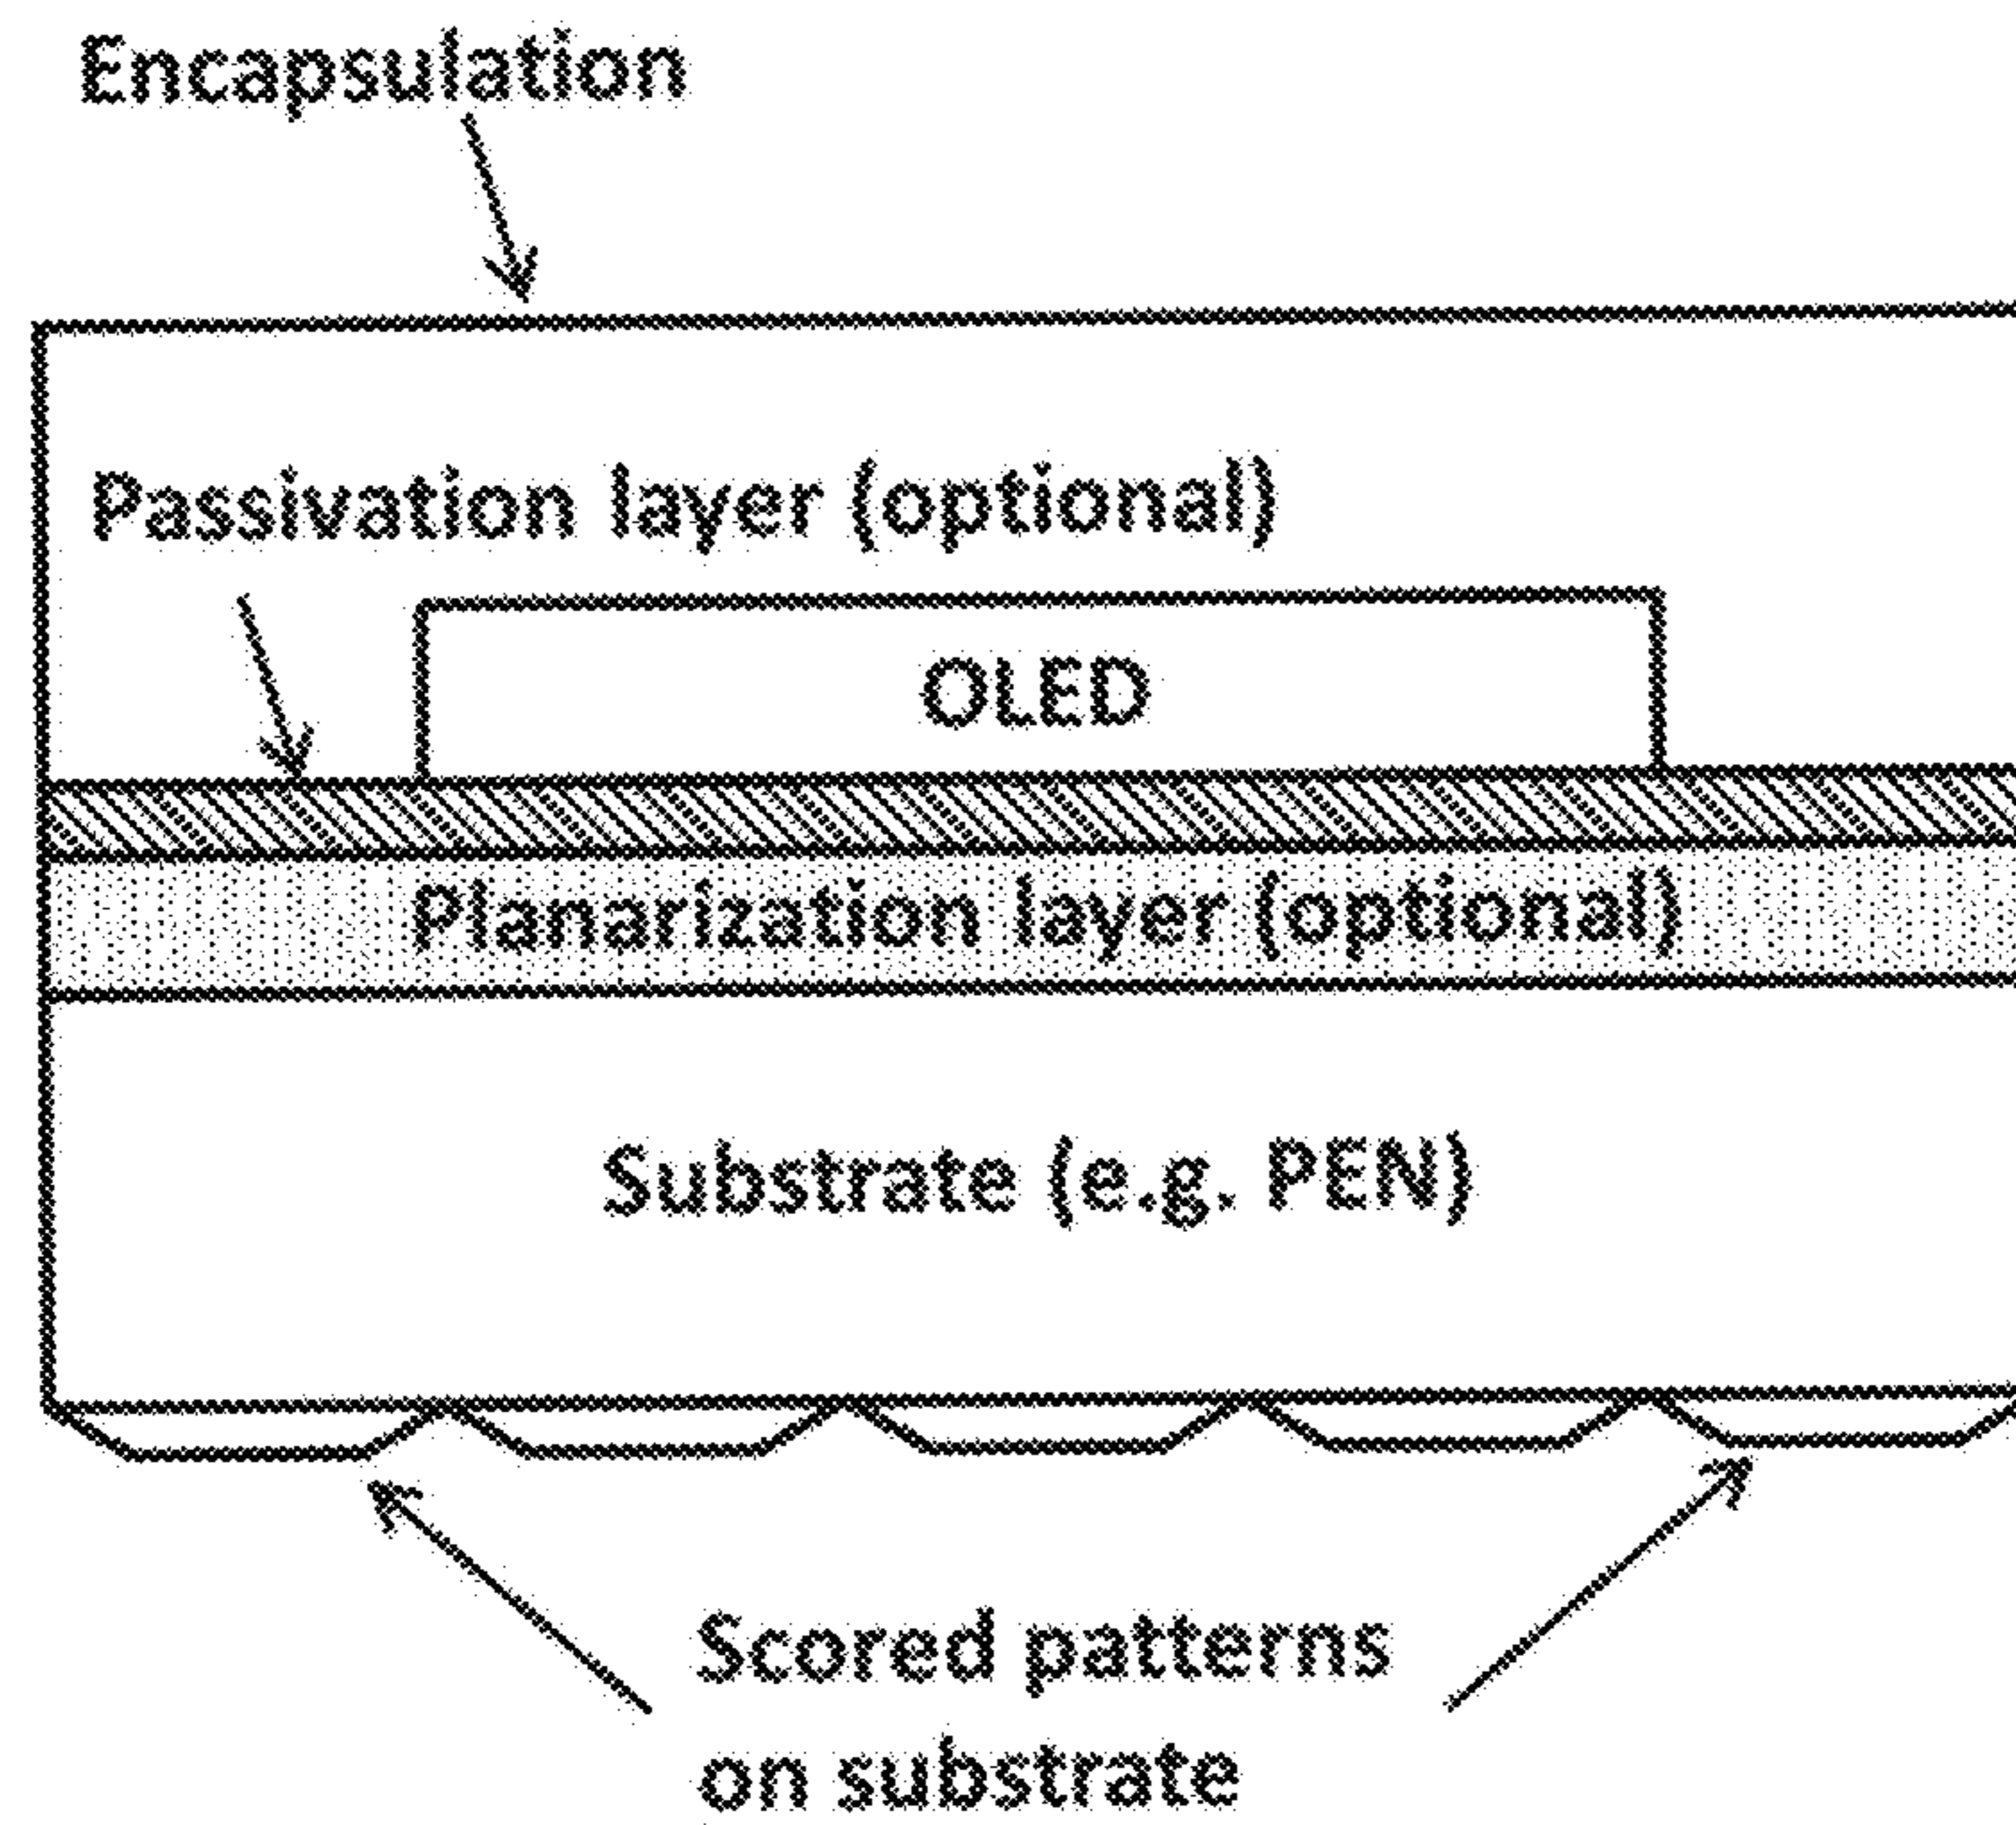 Encapsulation
Passivation layer (optional)
OLED
Planarization layer (optional)
Substrate (e.g. PEN)
Scored patterns
on substrate